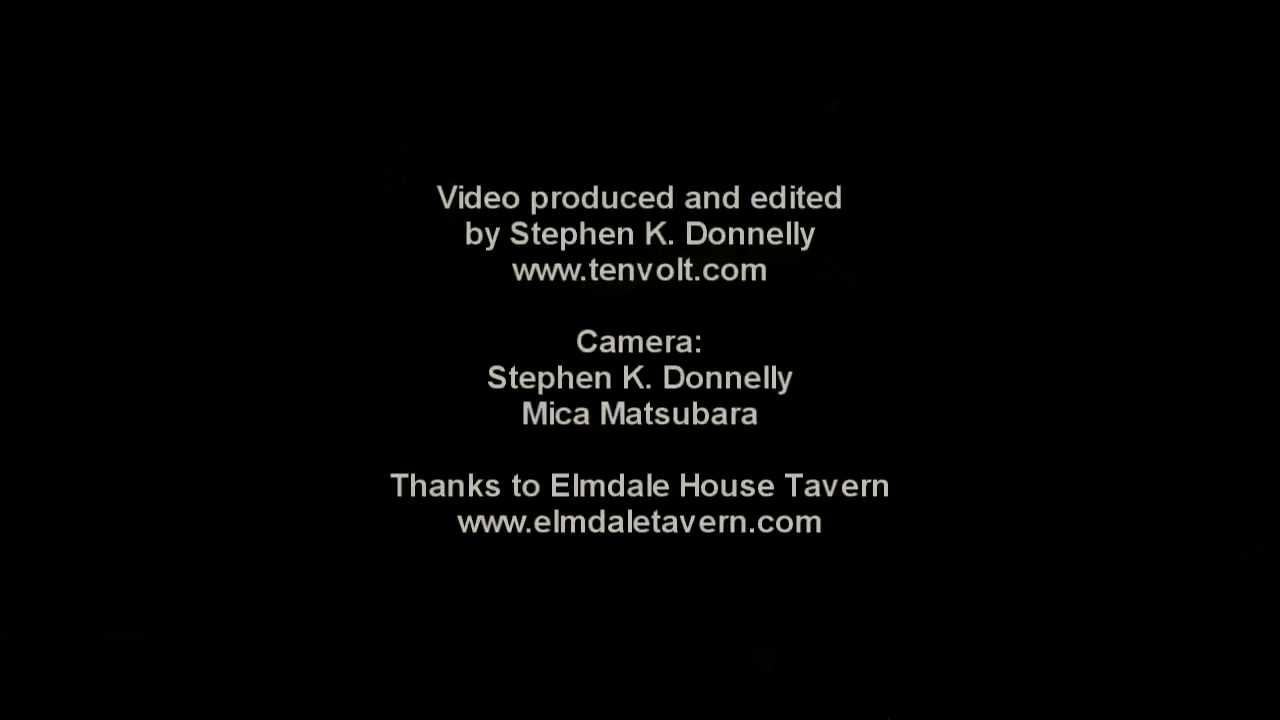 Video produced and edited
by Stephen K. Donnelly
www.tenvolt.com
Camera:
Stephen K. Donnelly
Mica Matsubara
Thanks to Elmdale House Tavern
www.elmdaletavern.com